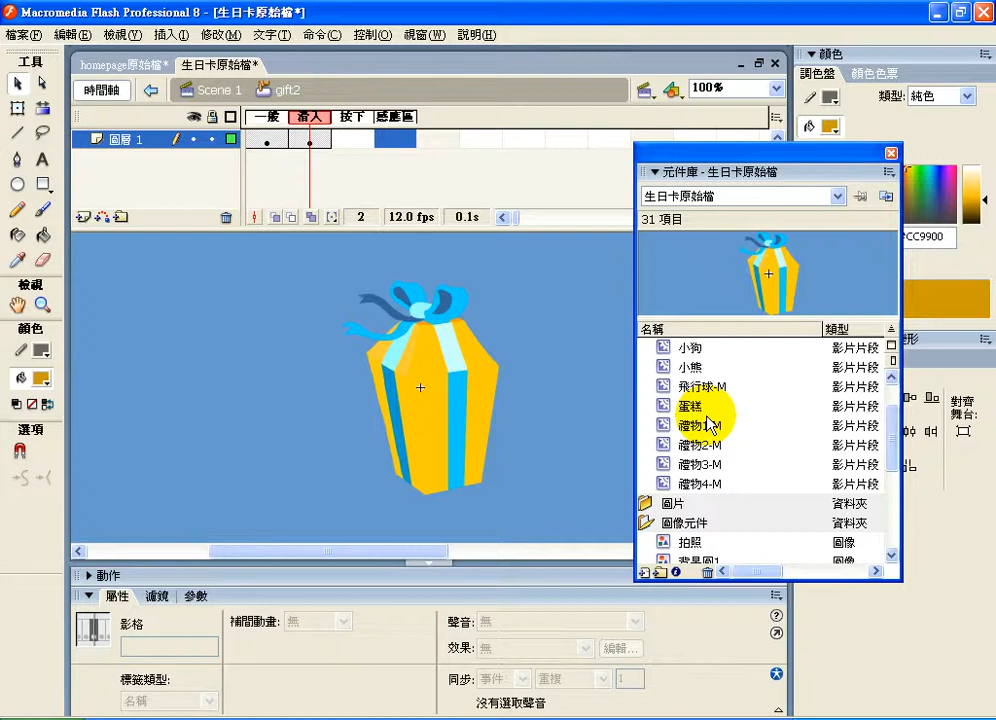 Macromedia Flash Professional 8 - [生日卡原始檔*]
檔案(F) 編輯(E) 檢視(V) 插入(I) 修改(M) 文字(T) 命令(C) 控制(O) 視窗(W) 說明(H)
工具
homepage原始檔* 生日卡原始檔*
時間軸 Scene 1 gift2 100%
一般 滑入 按下 感應區
圖層 1
2 12.0 fps 0.1s
檢視
顏色
選項
顏色
調色盤 顏色色票
類型: 純色
#CC9900
對齊
舞台:
元件庫 - 生日卡原始檔
生日卡原始檔
31 項目
名稱 類型
小狗 影片片段
小熊 影片片段
飛行球-M 影片片段
蛋糕 影片片段
禮物1-M 影片片段
禮物2-M 影片片段
禮物3-M 影片片段
禮物4-M 影片片段
圖片 資料夾
圖像元件 資料夾
拍照 圖像
背景圖1 圖像
動作
屬性 濾鏡 參數
影格
補間動畫: 無
聲音: 無
效果: 無 編輯...
標籤類型:
名稱
同步: 事件 重複 1
沒有選取聲音